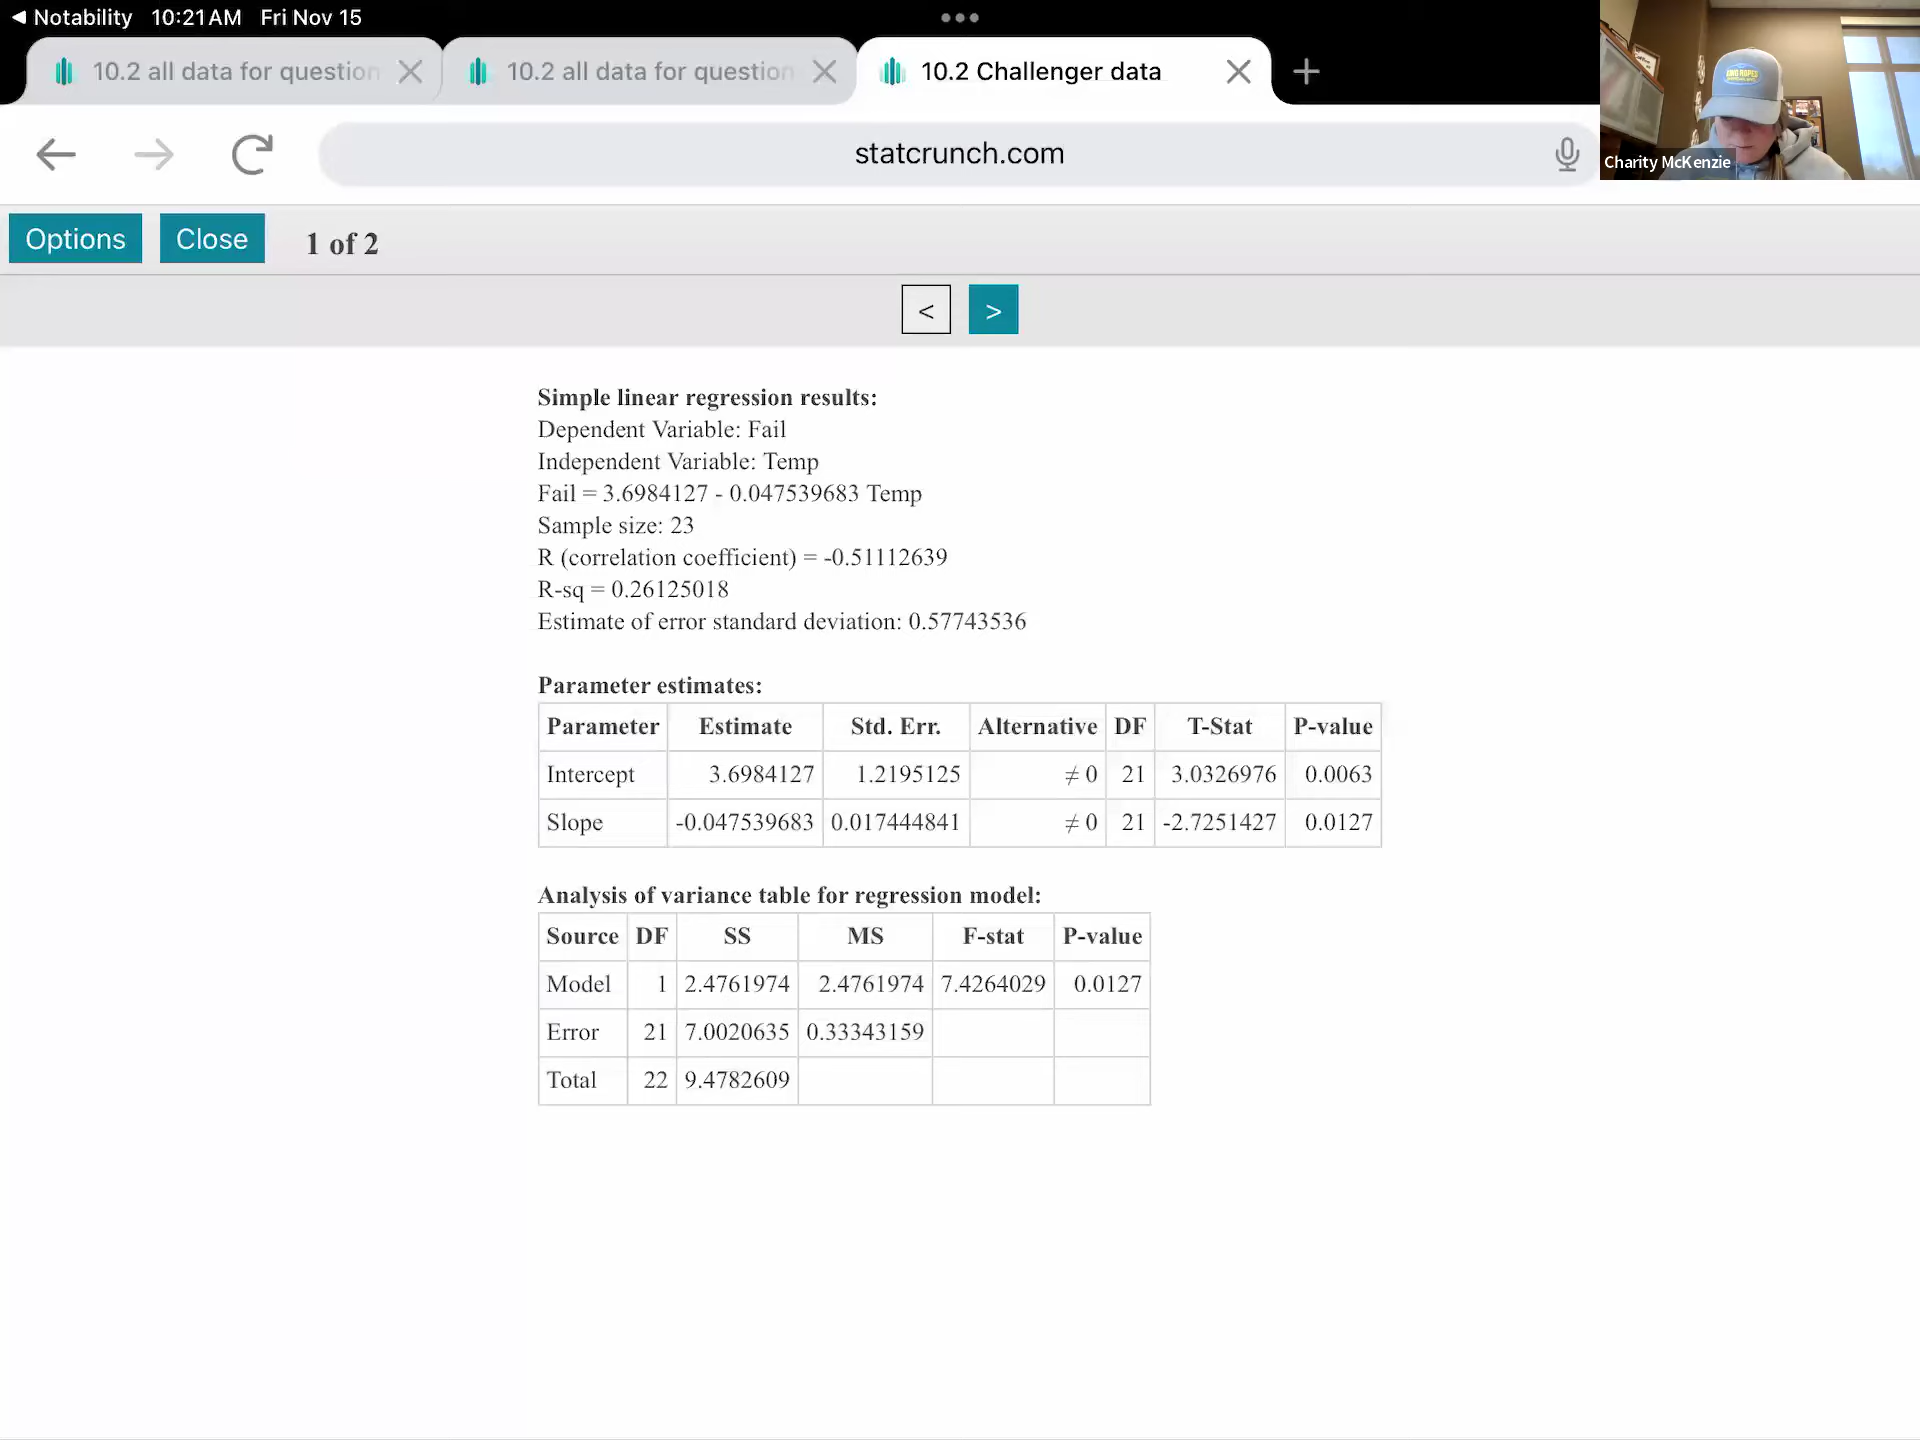 Notability 10:21 AM Fri Nov 15
10.2 all data for question
10.2 all data for question
10.2 Challenger data
statcrunch.com
Charity McKenzie
Options Close 1 of 2
< >
Simple linear regression results:
Dependent Variable: Fail
Independent Variable: Temp
Fail = 3.6984127 - 0.047539683 Temp
Sample size: 23
R (correlation coefficient) = -0.51112639
R-sq = 0.26125018
Estimate of error standard deviation: 0.57743536
Parameter estimates:
Parameter Estimate Std. Err. Alternative DF T-Stat P-value
Intercept 3.6984127 1.2195125 ≠ 0 21 3.0326976 0.0063
Slope -0.047539683 0.017444841 ≠ 0 21 -2.7251427 0.0127
Analysis of variance table for regression model:
Source DF SS MS F-stat P-value
Model 1 2.4761974 2.4761974 7.4264029 0.0127
Error 21 7.0020635 0.33343159
Total 22 9.4782609